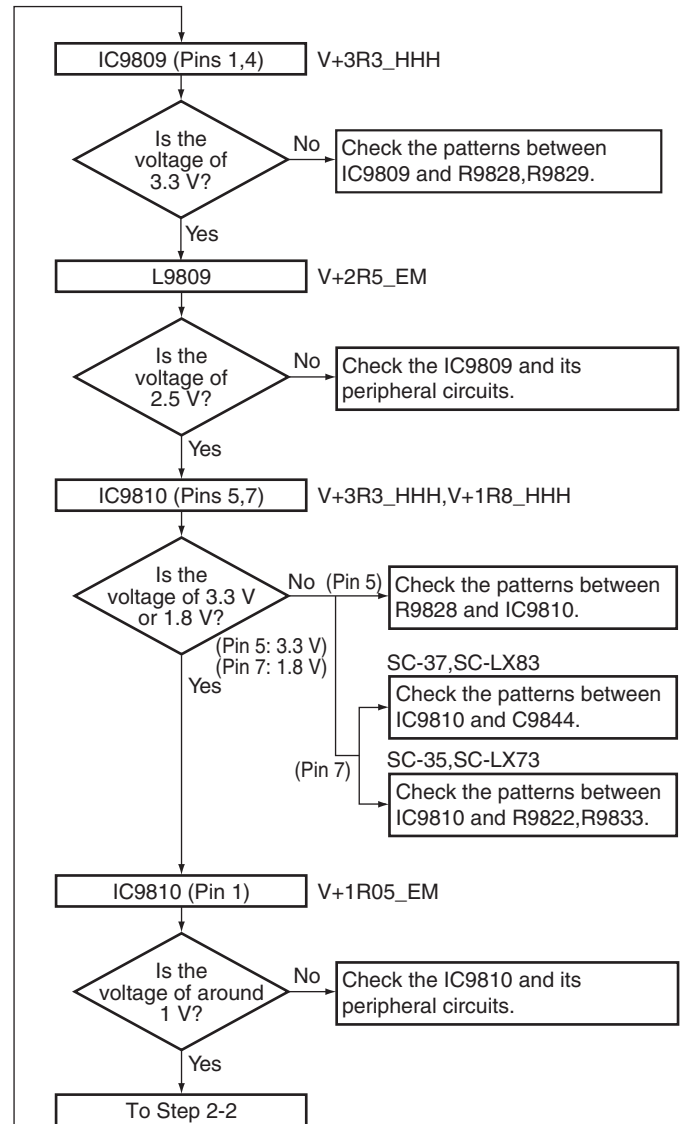 IC9809 (Pins 1,4)
V+3R3_HHH
Is the
voltage of
3.3 V?
No
Check the patterns between
IC9809 and R9828,R9829.
Yes
L9809
V+2R5_EM
Is the
voltage of
2.5 V?
No
Check the IC9809 and its
peripheral circuits.
Yes
IC9810 (Pins 5,7)
V+3R3_HHH,V+1R8_HHH
Is the
voltage of 3.3 V
or 1.8 V?
No (Pin 5)
Check the patterns between
R9828 and IC9810.
(Pin 5: 3.3 V)
(Pin 7: 1.8 V)
Yes
SC-37,SC-LX83
Check the patterns between
IC9810 and C9844.
(Pin 7)
SC-35,SC-LX73
Check the patterns between
IC9810 and R9822,R9833.
IC9810 (Pin 1)
V+1R05_EM
Is the
voltage of around
1 V?
No
Check the IC9810 and its
peripheral circuits.
Yes
To Step 2-2